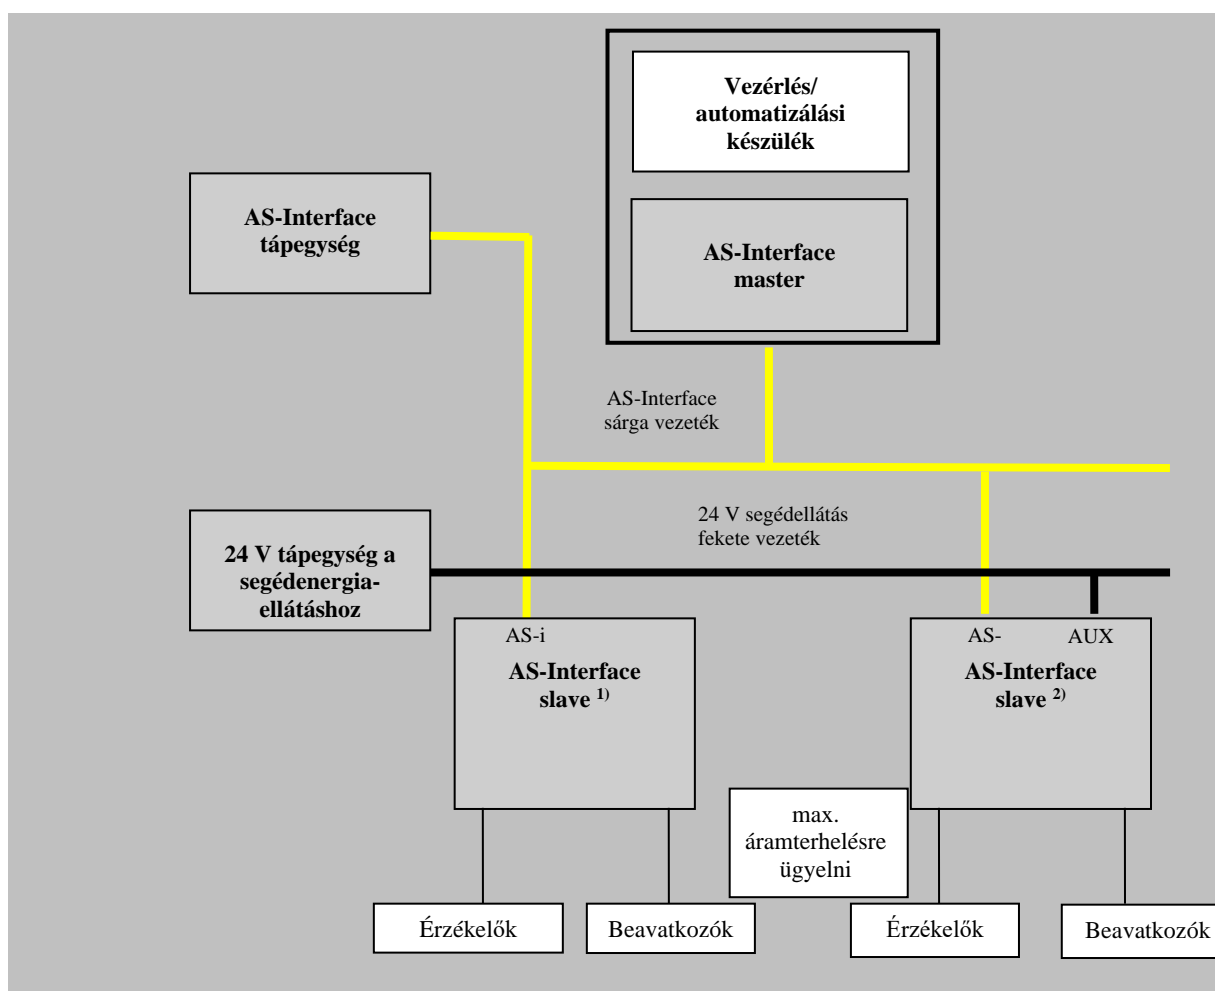 Vezérlés/
automatizálási
készülék
AS-Interface
tápegység
AS-Interface
master
AS-Interface
sárga vezeték
24 V segédellátás
fekete vezeték
24 V tápegység a
segédenergia-
ellátáshoz
AS-i
AS-Interface
slave 1)
AS- AUX
AS-Interface
slave 2)
max.
áramterhelésre
ügyelni
Érzékelők
Beavatkozók
Érzékelők
Beavatkozók